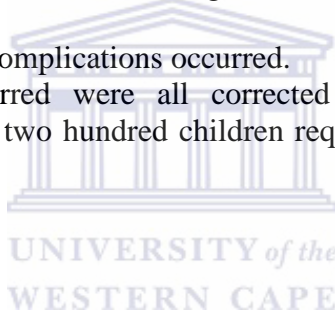 omplications occurred.
rred were all corrected
two hundred children req
UNIVERSITY of the
WESTERN CAPE